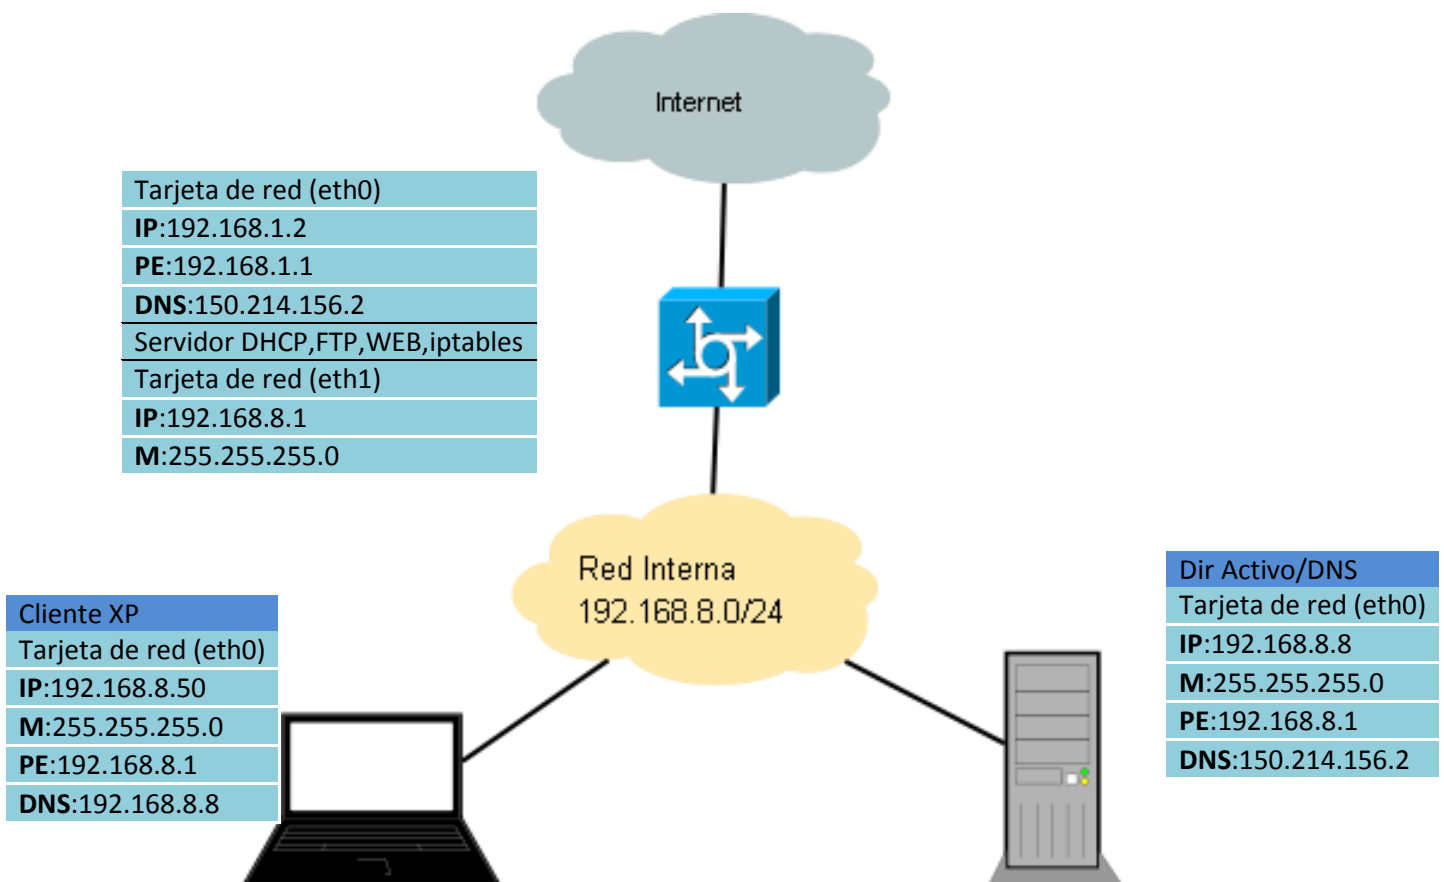 Internet
Tarjeta de red (eth0)
IP:192.168.1.2
PE:192.168.1.1
DNS:150.214.156.2
Servidor DHCP,FTP,WEB,iptables
Tarjeta de red (eth1)
IP:192.168.8.1
M:255.255.255.0
Red Interna
192.168.8.0/24
Cliente XP
Tarjeta de red (eth0)
IP:192.168.8.50
M:255.255.255.0
PE:192.168.8.1
DNS:192.168.8.8
Dir Activo/DNS
Tarjeta de red (eth0)
IP:192.168.8.8
M:255.255.255.0
PE:192.168.8.1
DNS:150.214.156.2